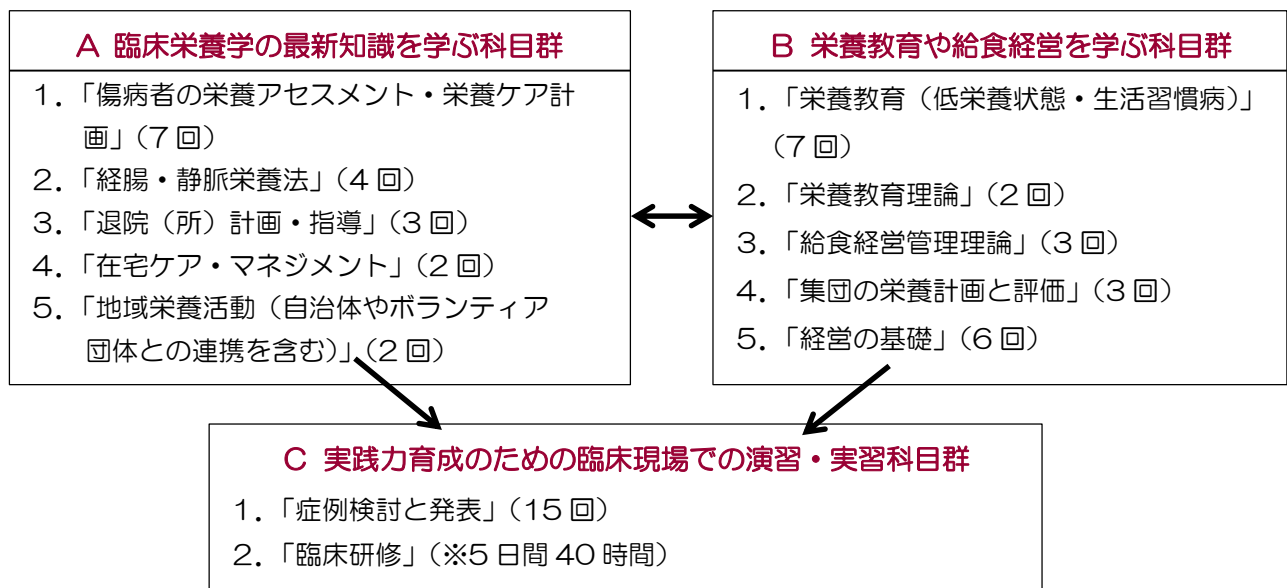 A 臨床栄養学の最新知識を学ぶ科目群
1.「傷病者の栄養アセスメント・栄養ケア計
画」(7回)
2.「経腸・静脈栄養法」(4回)
3.「退院(所)計画・指導」(3回)
4.「在宅ケア・マネジメント」(2回)
5.「地域栄養活動(自治体やボランティア
団体との連携を含む)」(2回)
B 栄養教育や給食経営を学ぶ科目群
1.「栄養教育(低栄養状態・生活習慣病)」
(7回)
2.「栄養教育理論」(2回)
3.「給食経営管理理論」(3回)
4.「集団の栄養計画と評価」(3回)
5.「経営の基礎」(6回)
C 実践力育成のための臨床現場での演習・実習科目群
1.「症例検討と発表」(15回)
2.「臨床研修」(※5日間40時間)